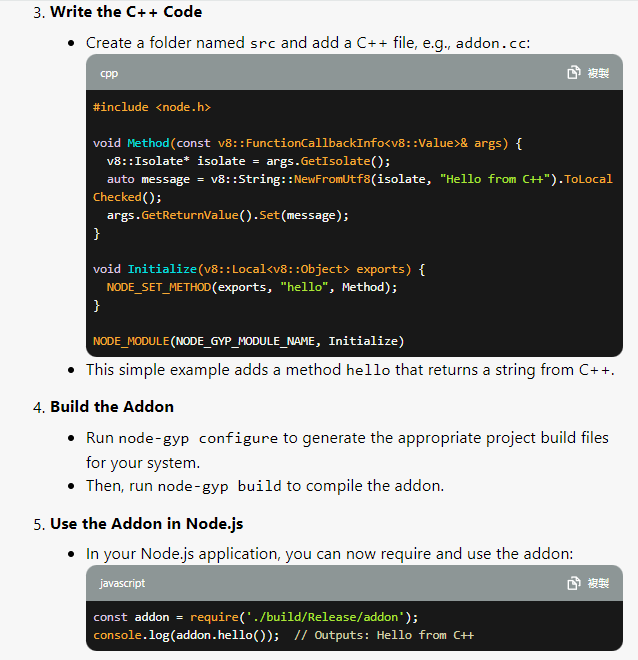 3. Write the C++ Code
• Create a folder named src and add a C++ file, e.g., addon.cc:
cpp 複製
#include <node.h>
void Method(const v8::FunctionCallbackInfo<v8::Value>& args) {
  v8::Isolate* isolate = args.GetIsolate();
  auto message = v8::String::NewFromUtf8(isolate, "Hello from C++").ToLocal
Checked();
  args.GetReturnValue().Set(message);
}
void Initialize(v8::Local<v8::Object> exports) {
  NODE_SET_METHOD(exports, "hello", Method);
}
NODE_MODULE(NODE_GYP_MODULE_NAME, Initialize)
• This simple example adds a method hello that returns a string from C++.
4. Build the Addon
• Run node-gyp configure to generate the appropriate project build files
for your system.
• Then, run node-gyp build to compile the addon.
5. Use the Addon in Node.js
• In your Node.js application, you can now require and use the addon:
javascript 複製
const addon = require('./build/Release/addon');
console.log(addon.hello());  // Outputs: Hello from C++